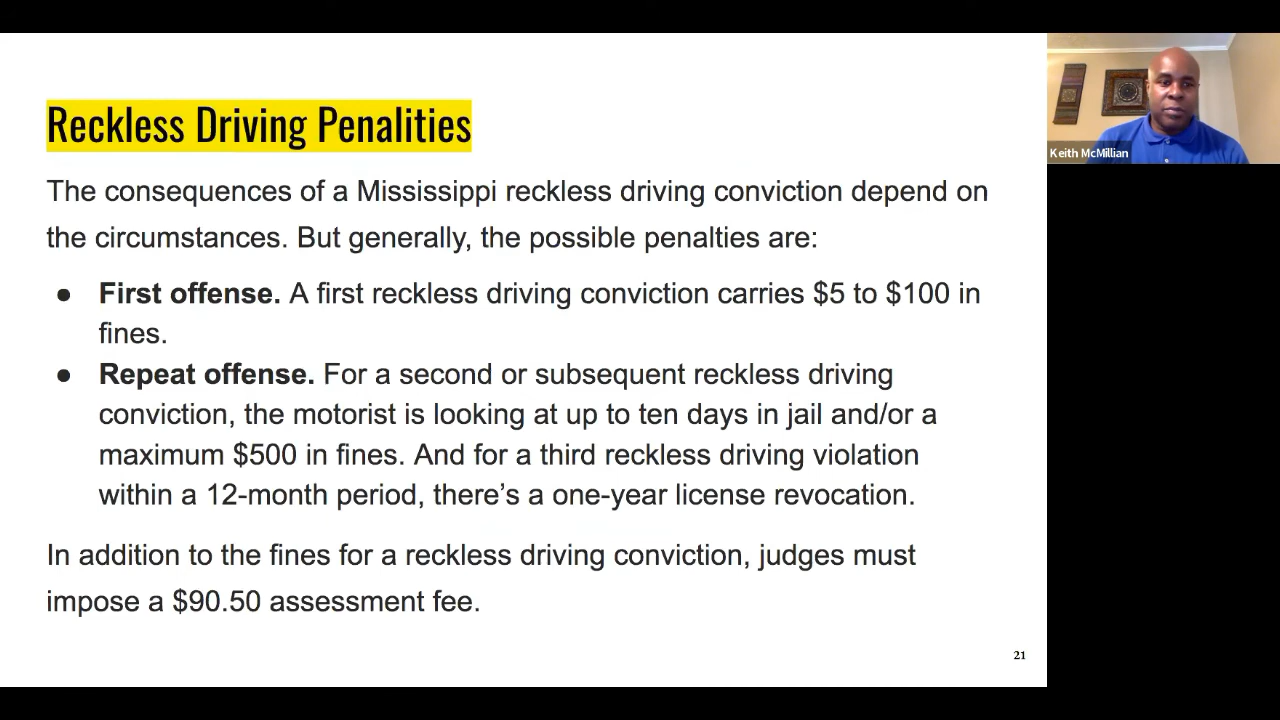 Reckless Driving Penalities
The consequences of a Mississippi reckless driving conviction depend on
the circumstances. But generally, the possible penalties are:
● First offense. A first reckless driving conviction carries $5 to $100 in
fines.
● Repeat offense. For a second or subsequent reckless driving
conviction, the motorist is looking at up to ten days in jail and/or a
maximum $500 in fines. And for a third reckless driving violation
within a 12-month period, there’s a one-year license revocation.
In addition to the fines for a reckless driving conviction, judges must
impose a $90.50 assessment fee.
21
Keith McMillian